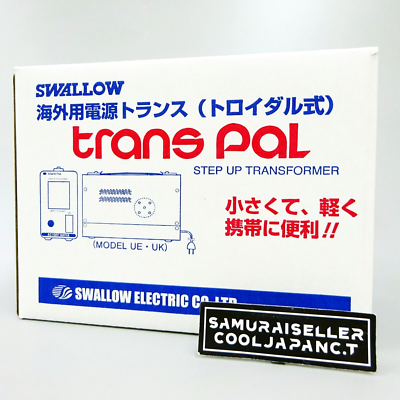 SWALLOW
海外用電源トランス（トロイダル式）
trans pal
STEP UP TRANSFORMER
小さくて、軽く
携帯に便利!!
(MODEL UE・UK)
SWALLOW ELECTRIC CO.,LTD.
SAMURAISELLER
COOLJAPANC.T